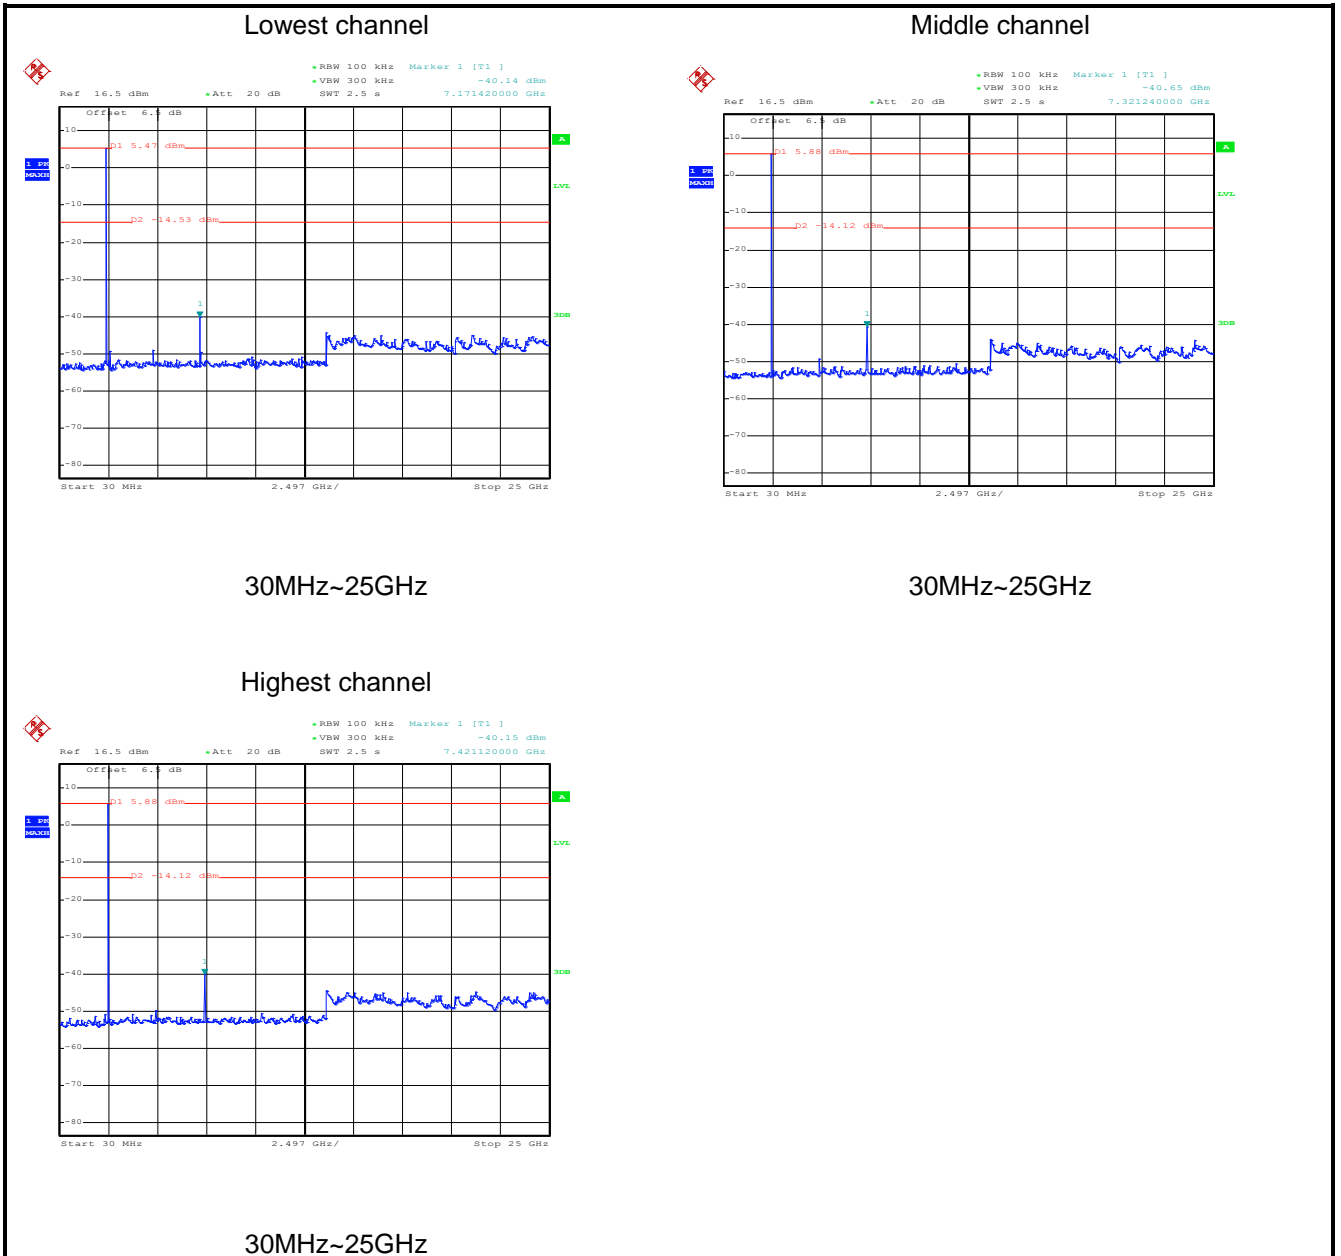 Lowest channel
RBW 100 kHz Marker 1 [T1 ]
VBW 300 kHz -40.14 dBm
Ref 16.5 dBm Att 20 dB SWT 2.5 s 7.171420000 GHz
Offset 6.5 dB
10
D1 5.47 dBm
0
-10
D2 -14.53 dBm
-20
-30
1
-40
-50
-60
-70
-80
Start 30 MHz 2.497 GHz/ Stop 25 GHz
1 PK
MAXH
A
LVL
3DB
30MHz~25GHz
Middle channel
RBW 100 kHz Marker 1 [T1 ]
VBW 300 kHz -40.65 dBm
Ref 16.5 dBm Att 20 dB SWT 2.5 s 7.321240000 GHz
Offset 6.5 dB
10
D1 5.88 dBm
0
-10
D2 -14.12 dBm
-20
-30
1
-40
-50
-60
-70
-80
Start 30 MHz 2.497 GHz/ Stop 25 GHz
1 PK
MAXH
A
LVL
3DB
30MHz~25GHz
Highest channel
RBW 100 kHz Marker 1 [T1 ]
VBW 300 kHz -40.15 dBm
Ref 16.5 dBm Att 20 dB SWT 2.5 s 7.421120000 GHz
Offset 6.5 dB
10
D1 5.88 dBm
0
-10
D2 -14.12 dBm
-20
-30
1
-40
-50
-60
-70
-80
Start 30 MHz 2.497 GHz/ Stop 25 GHz
1 PK
MAXH
A
LVL
3DB
30MHz~25GHz